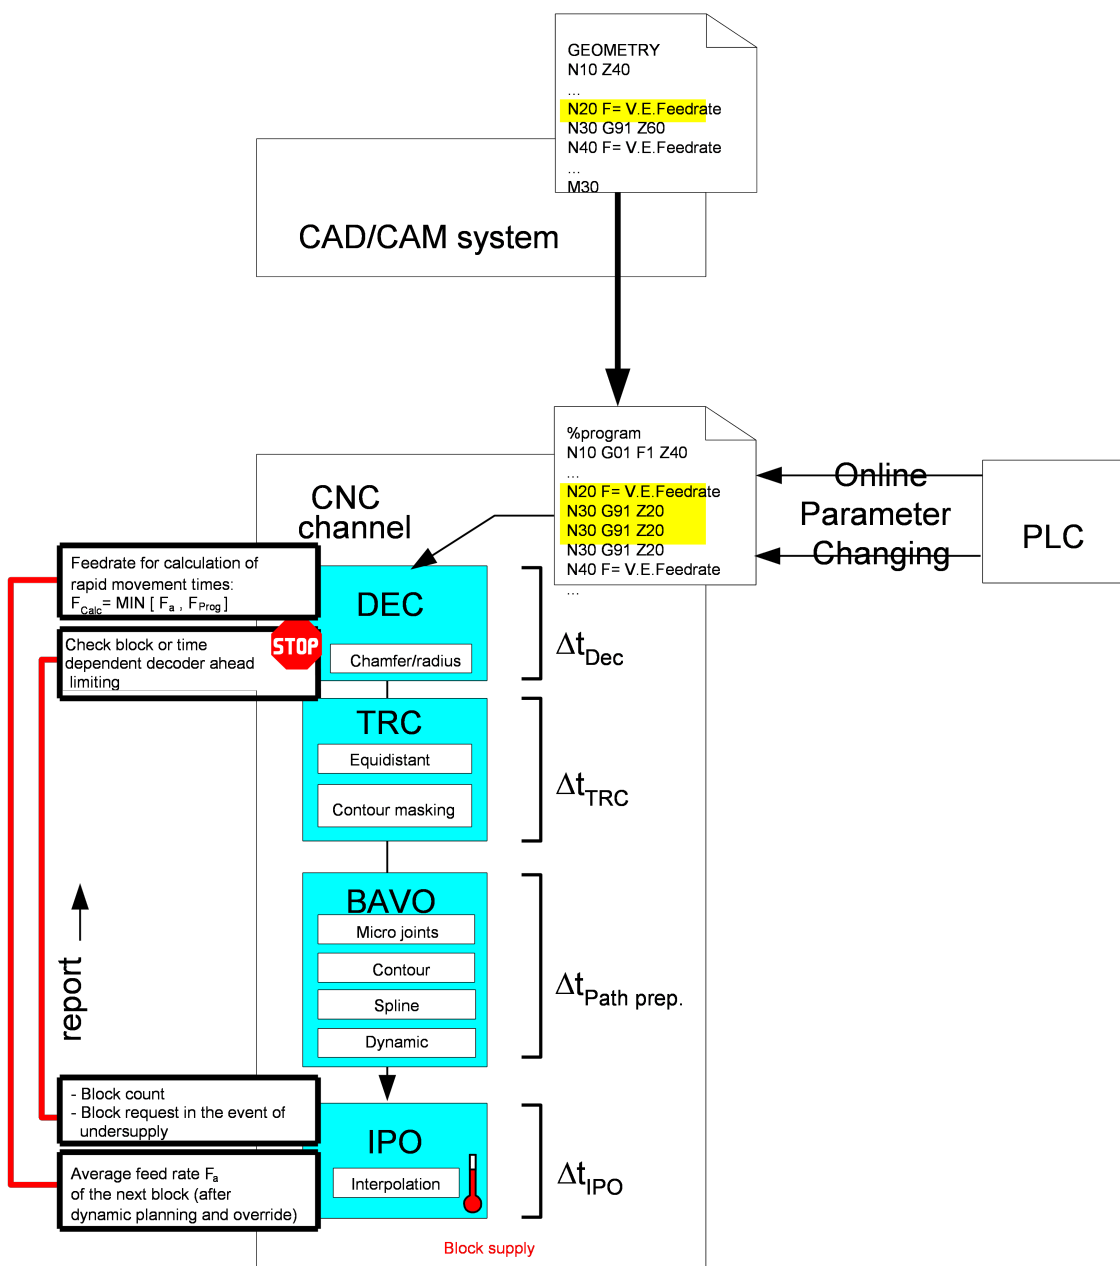 GEOMETRY
N10 Z40
...
N20 F= V.E.Feedrate
N30 G91 Z60
N40 F= V.E.Feedrate
...
M30
CAD/CAM system
%program
N10 G01 F1 Z40
...
N20 F= V.E.Feedrate
N30 G91 Z20
N30 G91 Z20
N30 G91 Z20
N40 F= V.E.Feedrate
...
Online
Parameter
Changing
PLC
CNC
channel
Feedrate for calculation of
rapid movement times:
FCalc= MIN [ Fa , FProg ]
STOP
Check block or time
dependent decoder ahead
limiting
DEC
Chamfer/radius
ΔtDec
TRC
Equidistant
Contour masking
ΔtTRC
BAVO
Micro joints
Contour
Spline
Dynamic
ΔtPath prep.
report
- Block count
- Block request in the event of
undersupply
IPO
Interpolation
ΔtIPO
Average feed rate Fa
of the next block (after
dynamic planning and override)
Block supply